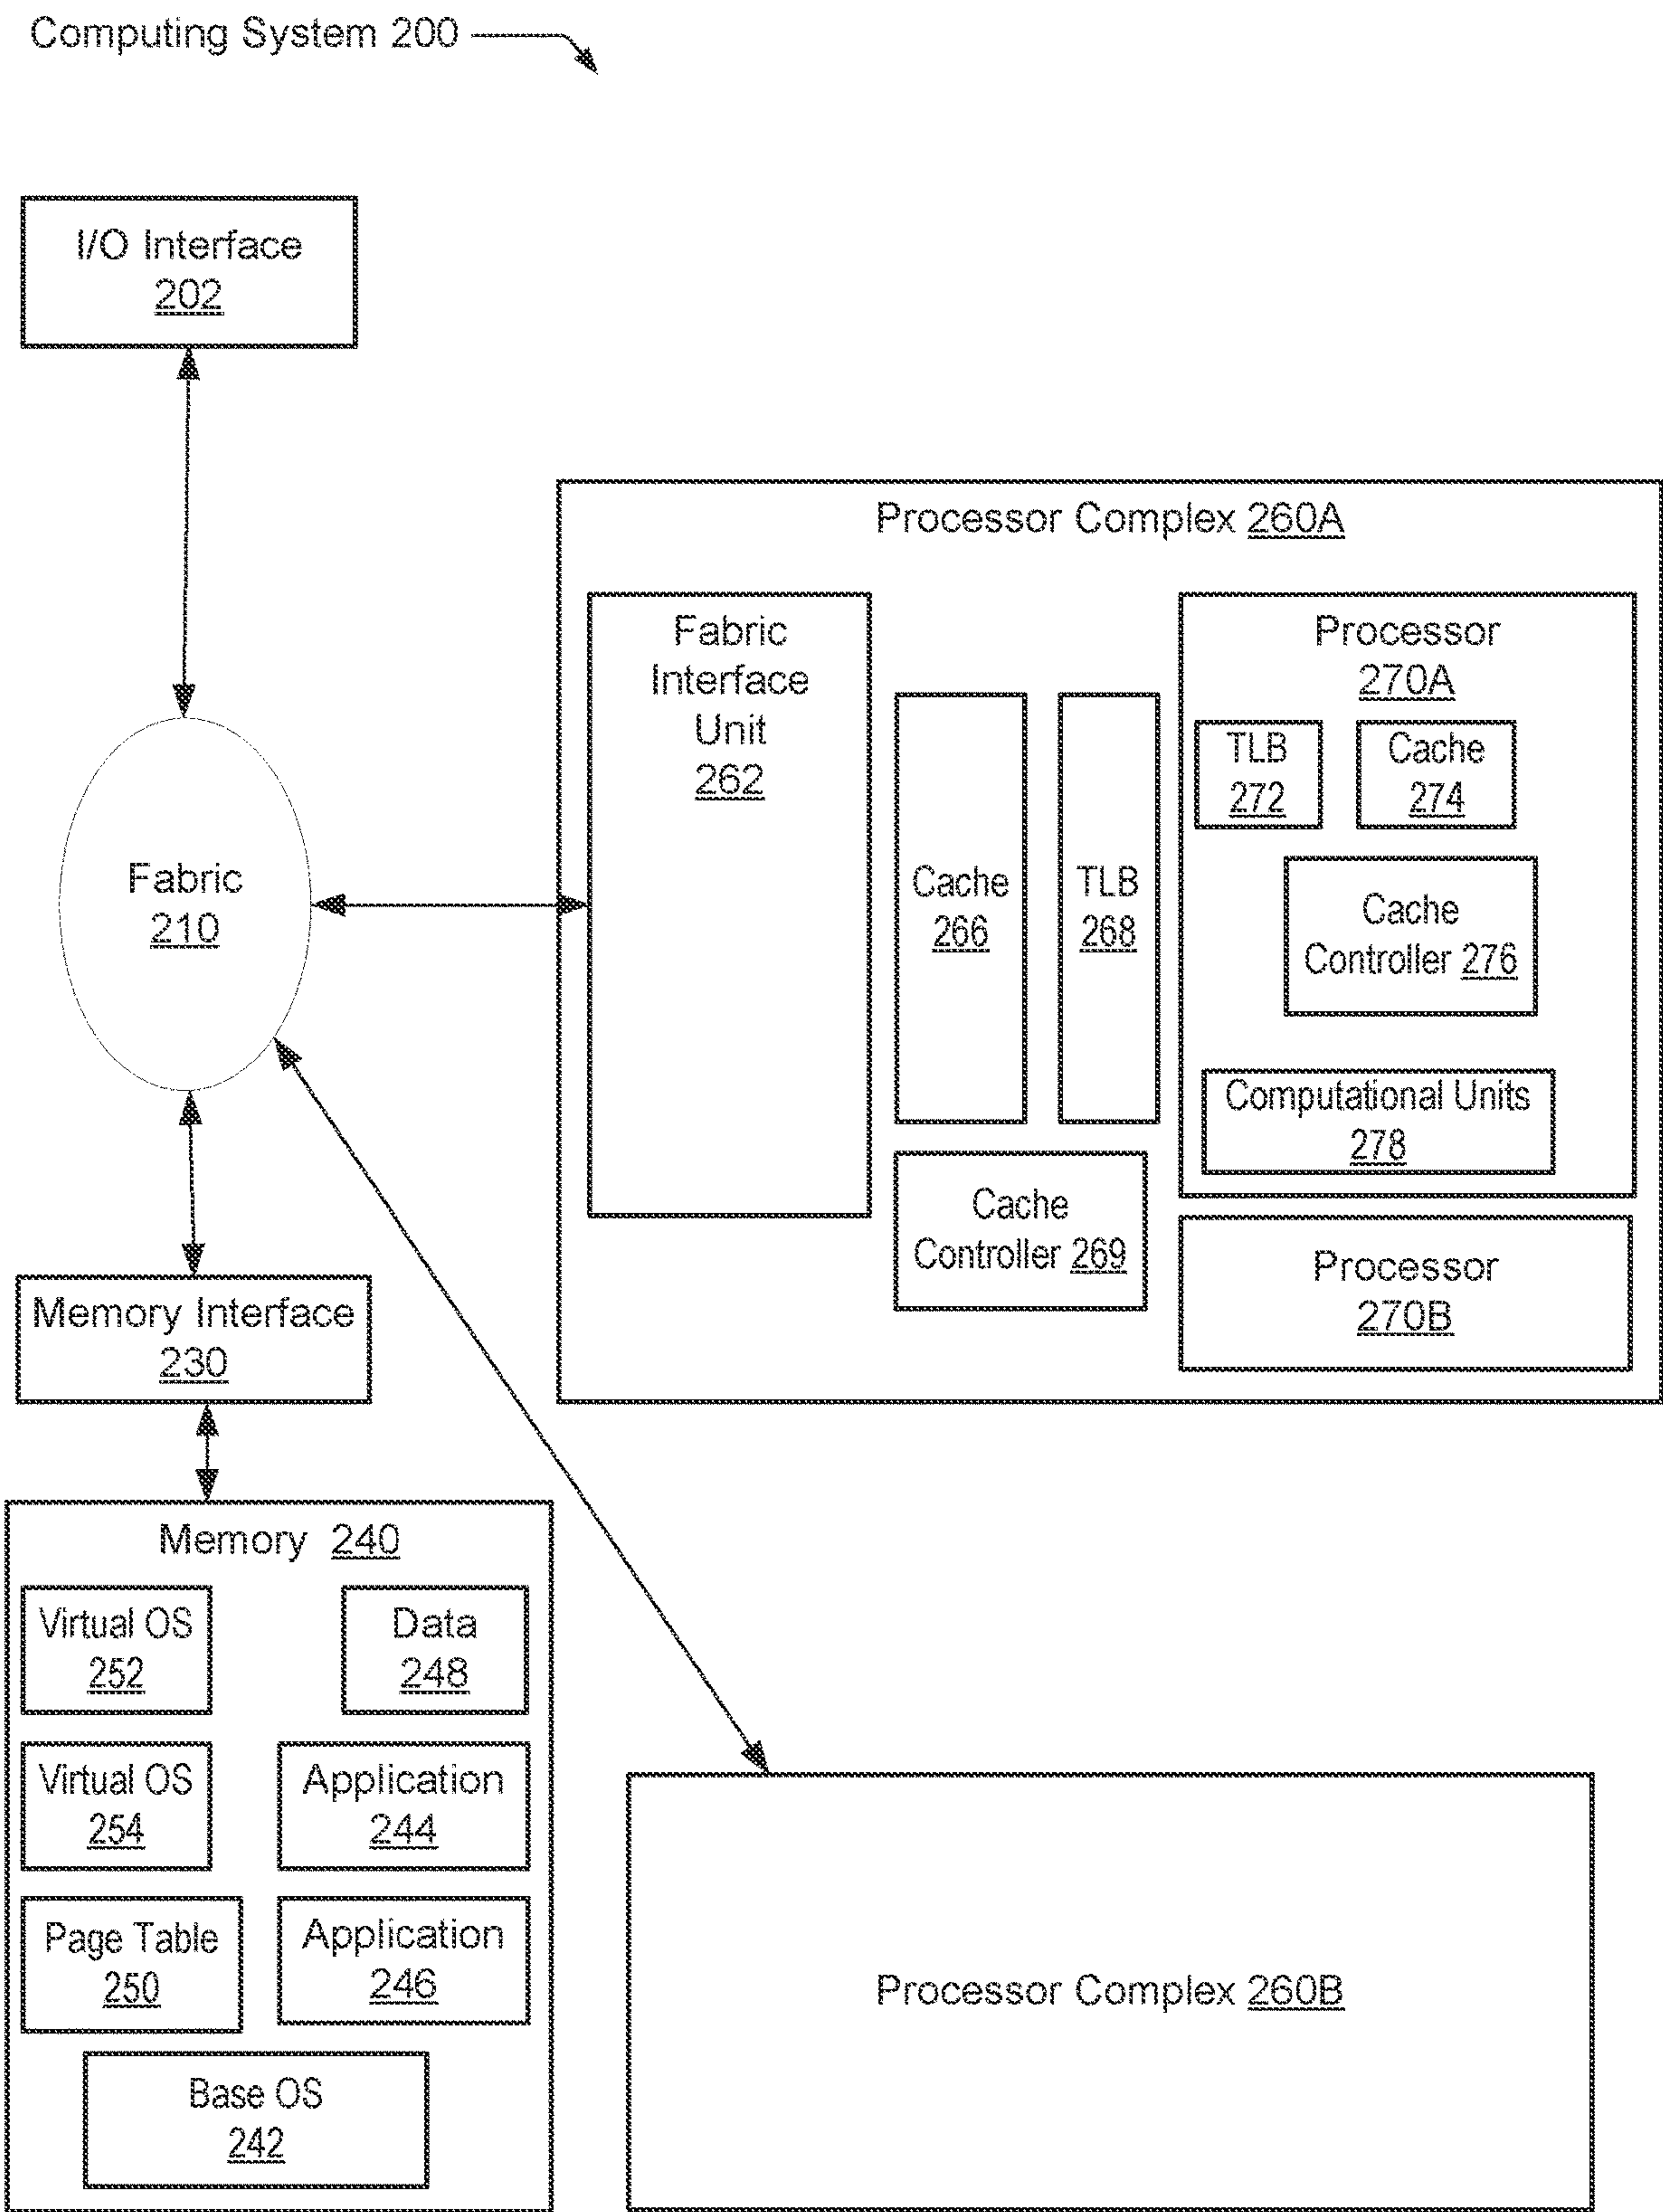 Computing System 200
I/O Interface
202
Processor Complex 260A
Fabric
Interface
Unit
262
Cache
266
TLB
268
Cache
Controller 269
Processor
270A
TLB
272
Cache
274
Cache
Controller 276
Computational Units
278
Processor
270B
Fabric
210
Memory Interface
230
Memory 240
Virtual OS
252
Data
248
Virtual OS
254
Application
244
Page Table
250
Application
246
Base OS
242
Processor Complex 260B